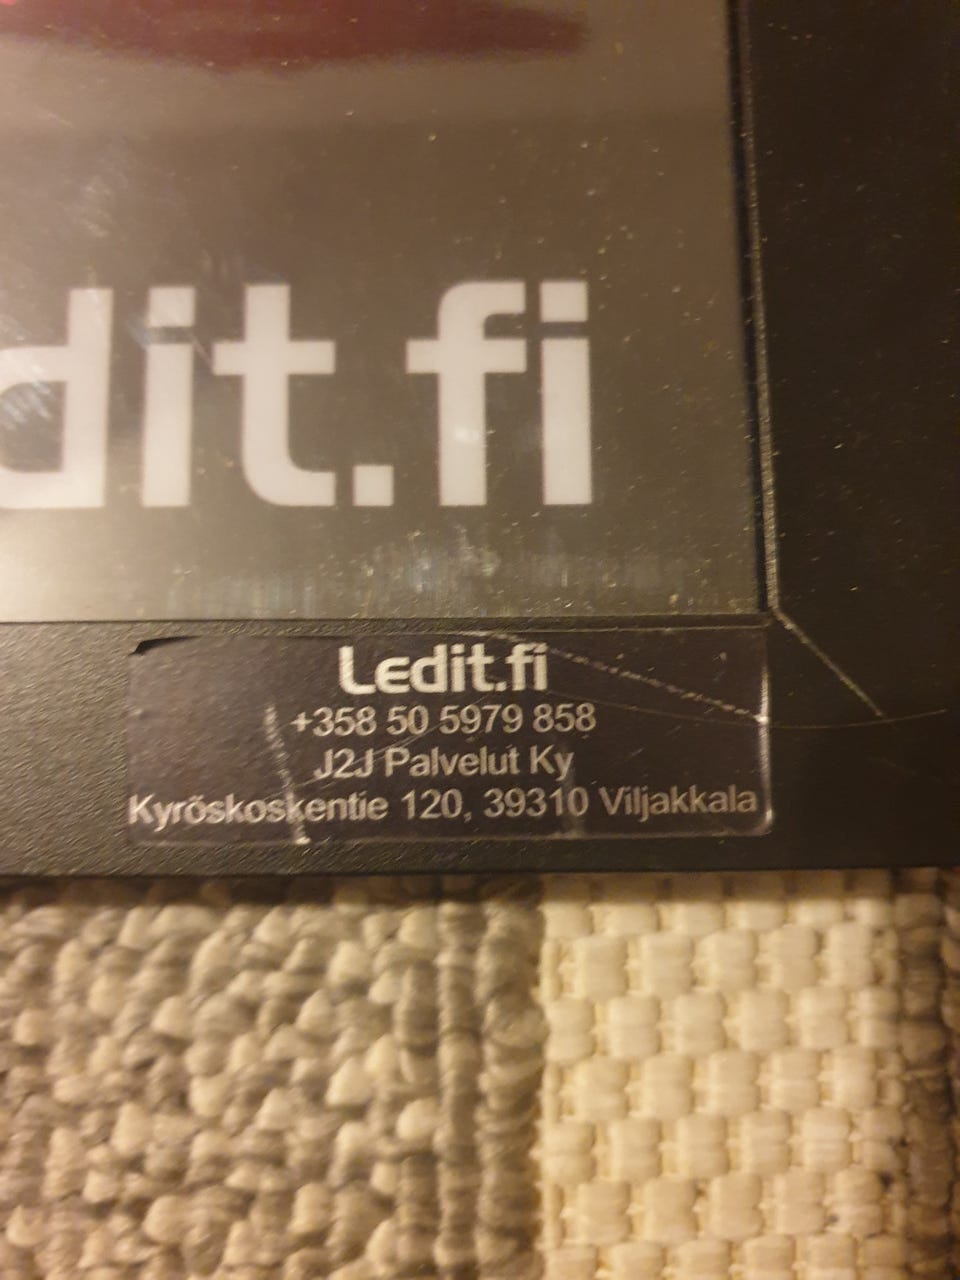 dit.fi
Ledit.fi
+358 50 5979 858
J2J Palvelut Ky
Kyröskoskentie 120, 39310 Viljakkala